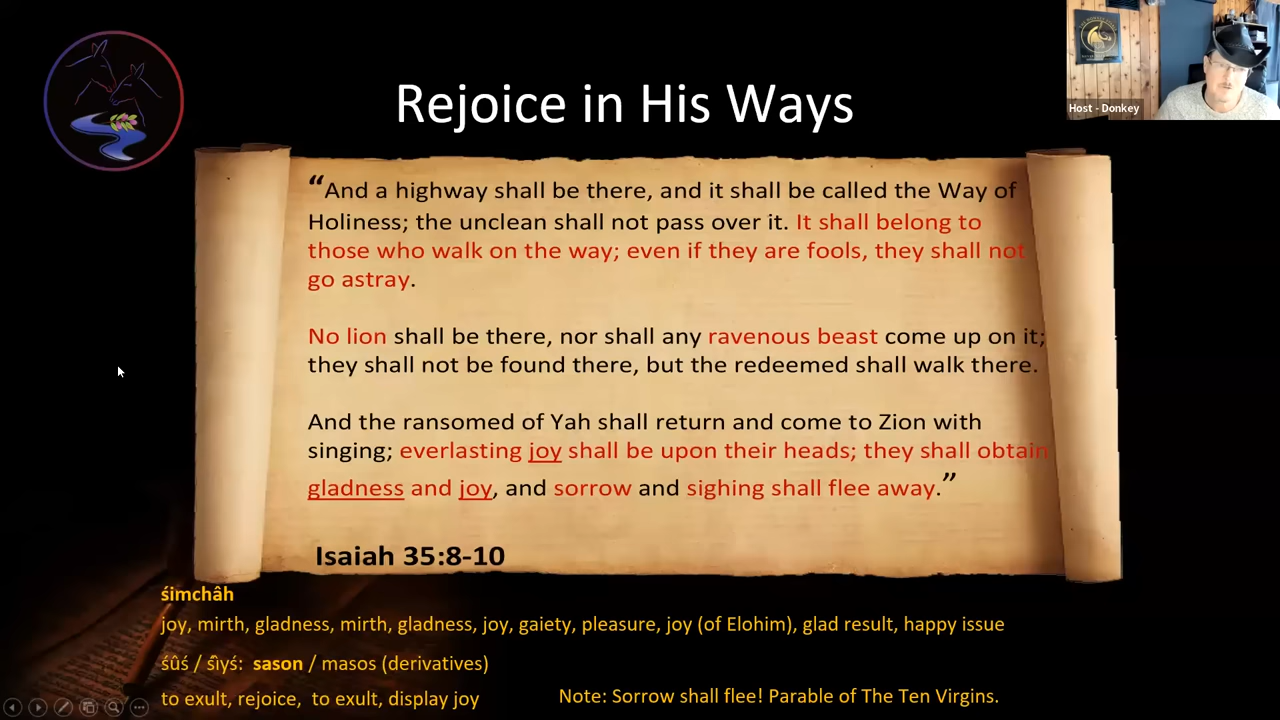 Rejoice in His Ways
Host - Donkey
“And a highway shall be there, and it shall be called the Way of
Holiness; the unclean shall not pass over it. It shall belong to
those who walk on the way; even if they are fools, they shall not
go astray.
No lion shall be there, nor shall any ravenous beast come up on it;
they shall not be found there, but the redeemed shall walk there.
And the ransomed of Yah shall return and come to Zion with
singing; everlasting joy shall be upon their heads; they shall obtain
gladness and joy, and sorrow and sighing shall flee away.”
Isaiah 35:8-10
śimchâh
joy, mirth, gladness, mirth, gladness, joy, gaiety, pleasure, joy (of Elohim), glad result, happy issue
śûś / śı̂yś: sason / masos (derivatives)
to exult, rejoice, to exult, display joy
Note: Sorrow shall flee! Parable of The Ten Virgins.